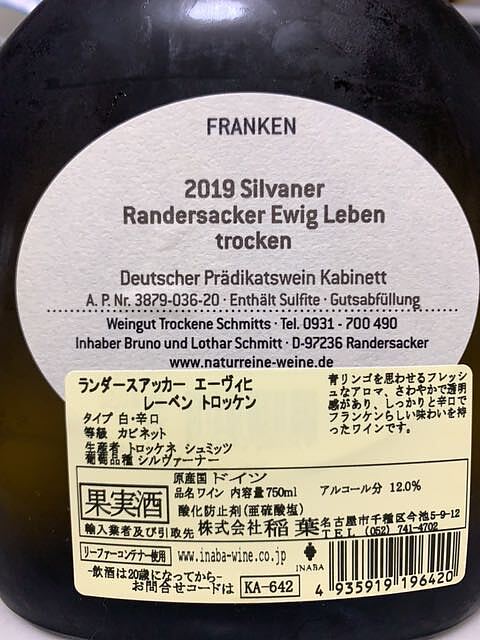 FRANKEN
2019 Silvaner
Randersacker Ewig Leben
trocken
Deutscher Prädikatswein Kabinett
A. P. Nr. 3879-036-20 · Enthält Sulfite · Gutsabfüllung
Weingut Trockene Schmitts · Tel. 0931 - 700 490
Inhaber Bruno und Lothar Schmitt · D-97236 Randersacker
www.naturreine-weine.de
ランダースアッカー エーヴィヒ
レーベン トロッケン
タイプ 白・辛口
等級 カビネット
生産者 トロッケネ シュミッツ
葡萄品種 シルヴァーナー
青リンゴを思わせるフレッシ
ュなアロマ、さわやかで透明
感があり、しっかりと辛口で
フランケンらしい味わいを持
ったワインです。
果実酒
原産国 ドイツ
品名 ワイン 内容量 750ml アルコール分 12.0%
酸化防止剤(亜硫酸塩)
輸入業者及び引取先 株式会社 稲葉 名古屋市千種区今池5-9-12
TEL (052) 741-4702
リーファーコンテナー使用 www.inaba-wine.co.jp INABA
-飲酒は20歳になってから-
お問合せコードは KA-642
4 935919 196420